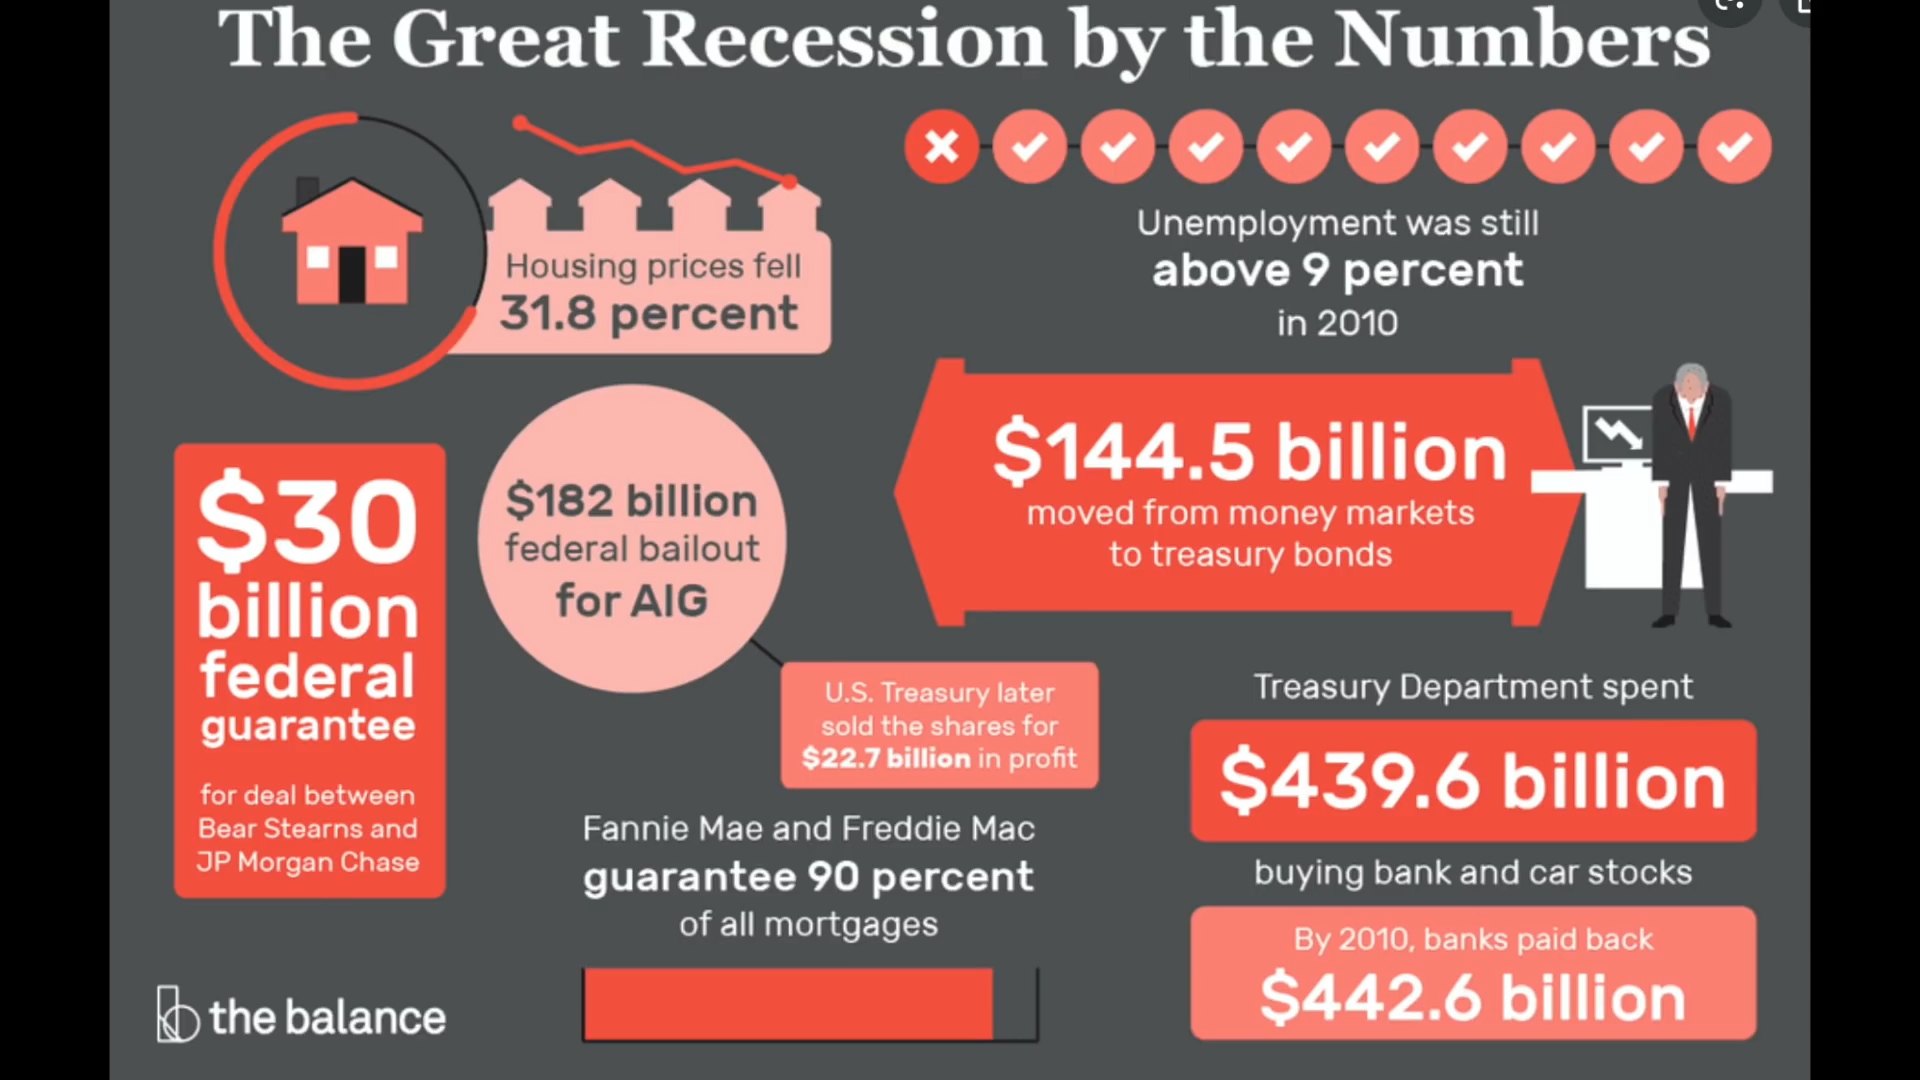 The Great Recession by the Numbers
Housing prices fell
31.8 percent
Unemployment was still
above 9 percent
in 2010
$30
billion
federal
guarantee
for deal between
Bear Stearns and
JP Morgan Chase
$182 billion
federal bailout
for AIG
U.S. Treasury later
sold the shares for
$22.7 billion in profit
$144.5 billion
moved from money markets
to treasury bonds
Fannie Mae and Freddie Mac
guarantee 90 percent
of all mortgages
Treasury Department spent
$439.6 billion
buying bank and car stocks
By 2010, banks paid back
$442.6 billion
the balance